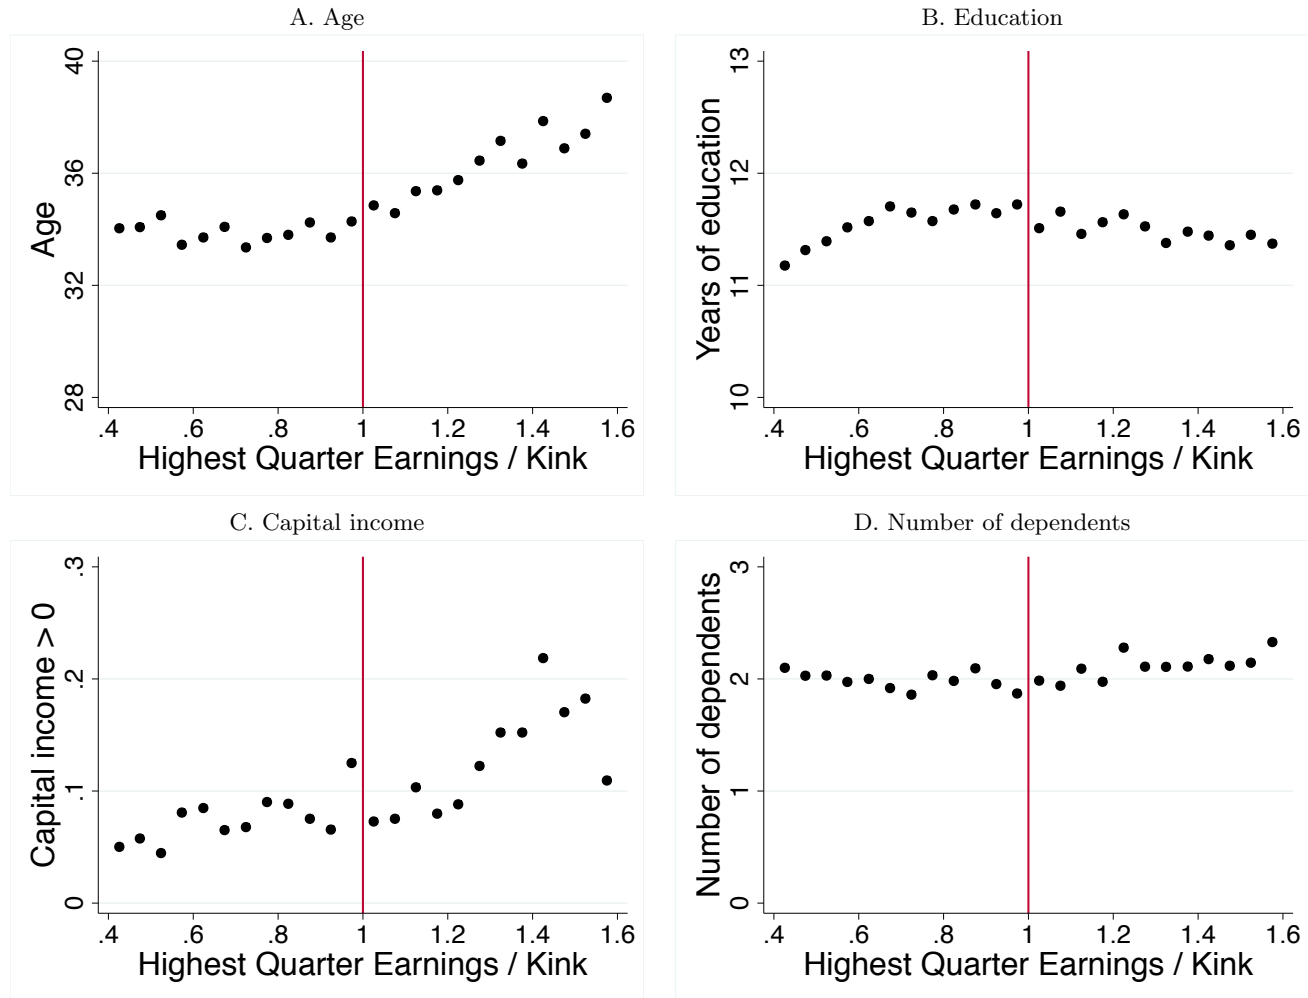 A. Age
40
36
32
28
Age
.4 .6 .8 1 1.2 1.4 1.6
Highest Quarter Earnings / Kink
B. Education
13
12
11
10
Years of education
.4 .6 .8 1 1.2 1.4 1.6
Highest Quarter Earnings / Kink
C. Capital income
.3
.2
.1
0
Capital income > 0
.4 .6 .8 1 1.2 1.4 1.6
Highest Quarter Earnings / Kink
D. Number of dependents
3
2
1
0
Number of dependents
.4 .6 .8 1 1.2 1.4 1.6
Highest Quarter Earnings / Kink